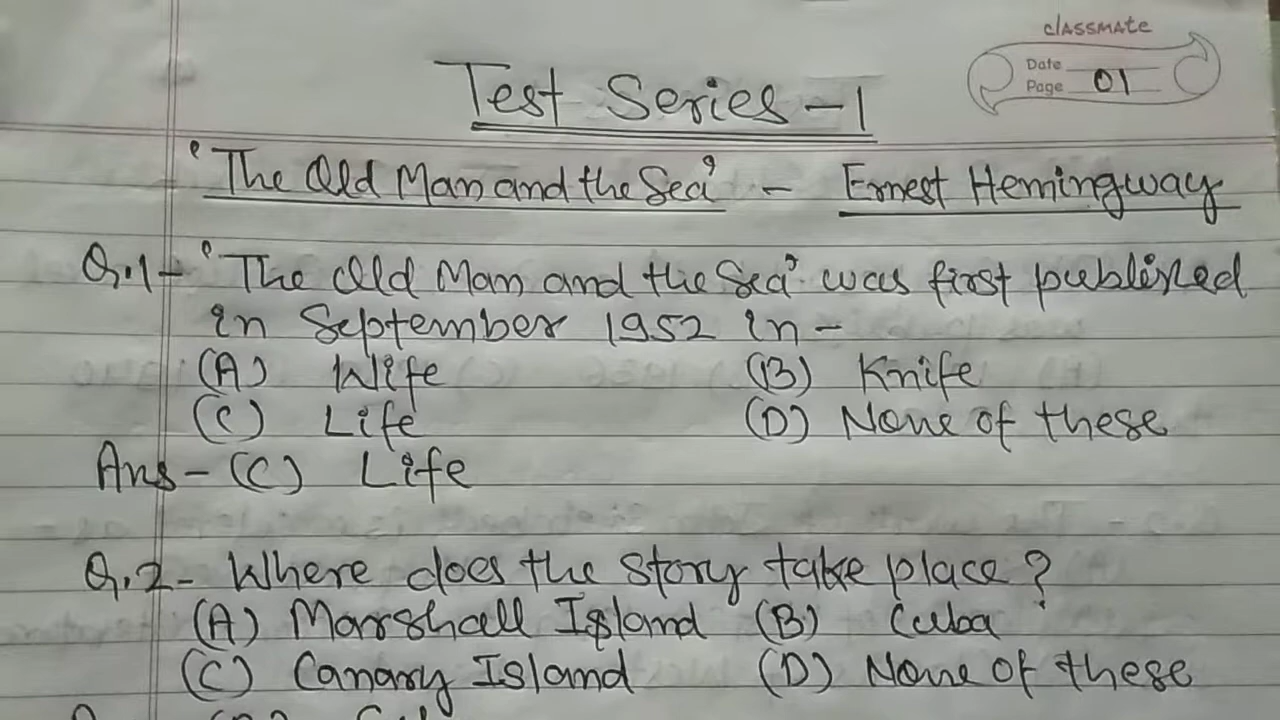 classmate
Date
Page 01
Test Series - 1
'The Old Man and the Sea' - Ernest Hemingway
Q.1- 'The Old Man and the Sea' was first published
in September 1952 in -
(A) Wife (B) Knife
(C) Life (D) None of these
Ans - (C) Life
Q.2- Where does the story take place?
(A) Marshall Island (B) Cuba
(C) Canary Island (D) None of these